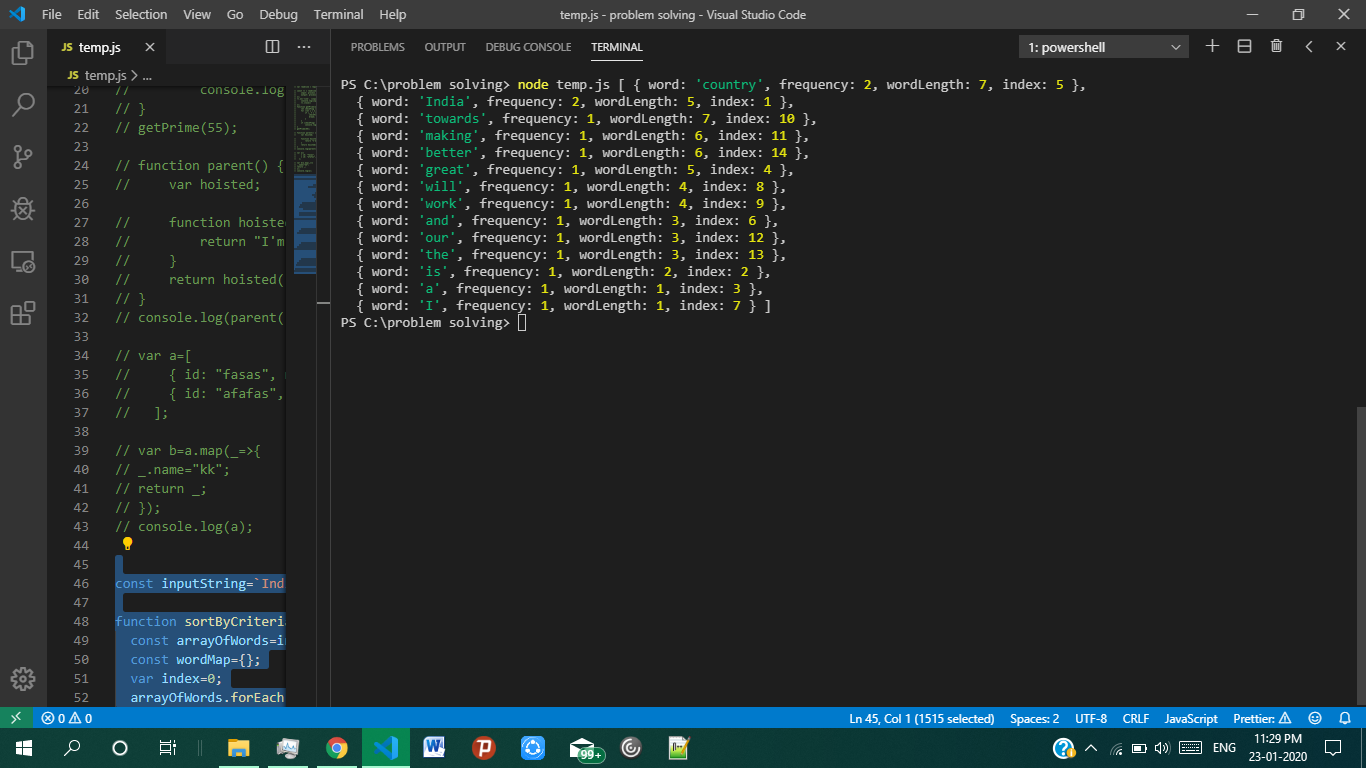 File Edit Selection View Go Debug Terminal Help
temp.js - problem solving - Visual Studio Code
JS temp.js
JS temp.js > ...
20 // console.log
21 // }
22 // getPrime(55);
23
24 // function parent() {
25 // var hoisted;
26
27 // function hoisted
28 // return "I'm
29 // }
30 // return hoisted(
31 // }
32 // console.log(parent(
33
34 // var a=[
35 // { id: "fasas",
36 // { id: "afafas",
37 // ];
38
39 // var b=a.map(_=>{
40 // _.name="kk";
41 // return _;
42 // });
43 // console.log(a);
44
45
46 const inputString=`Ind
47
48 function sortByCriteria
49 const arrayOfWords=i
50 const wordMap={};
51 var index=0;
52 arrayOfWords.forEach
PROBLEMS OUTPUT DEBUG CONSOLE TERMINAL
1: powershell
PS C:\problem solving> node temp.js [ { word: 'country', frequency: 2, wordLength: 7, index: 5 },
{ word: 'India', frequency: 2, wordLength: 5, index: 1 },
{ word: 'towards', frequency: 1, wordLength: 7, index: 10 },
{ word: 'making', frequency: 1, wordLength: 6, index: 11 },
{ word: 'better', frequency: 1, wordLength: 6, index: 14 },
{ word: 'great', frequency: 1, wordLength: 5, index: 4 },
{ word: 'will', frequency: 1, wordLength: 4, index: 8 },
{ word: 'work', frequency: 1, wordLength: 4, index: 9 },
{ word: 'and', frequency: 1, wordLength: 3, index: 6 },
{ word: 'our', frequency: 1, wordLength: 3, index: 12 },
{ word: 'the', frequency: 1, wordLength: 3, index: 13 },
{ word: 'is', frequency: 1, wordLength: 2, index: 2 },
{ word: 'a', frequency: 1, wordLength: 1, index: 3 },
{ word: 'I', frequency: 1, wordLength: 1, index: 7 } ]
PS C:\problem solving>
0 0
Ln 45, Col 1 (1515 selected) Spaces: 2 UTF-8 CRLF JavaScript Prettier:
99+
ENG
11:29 PM
23-01-2020